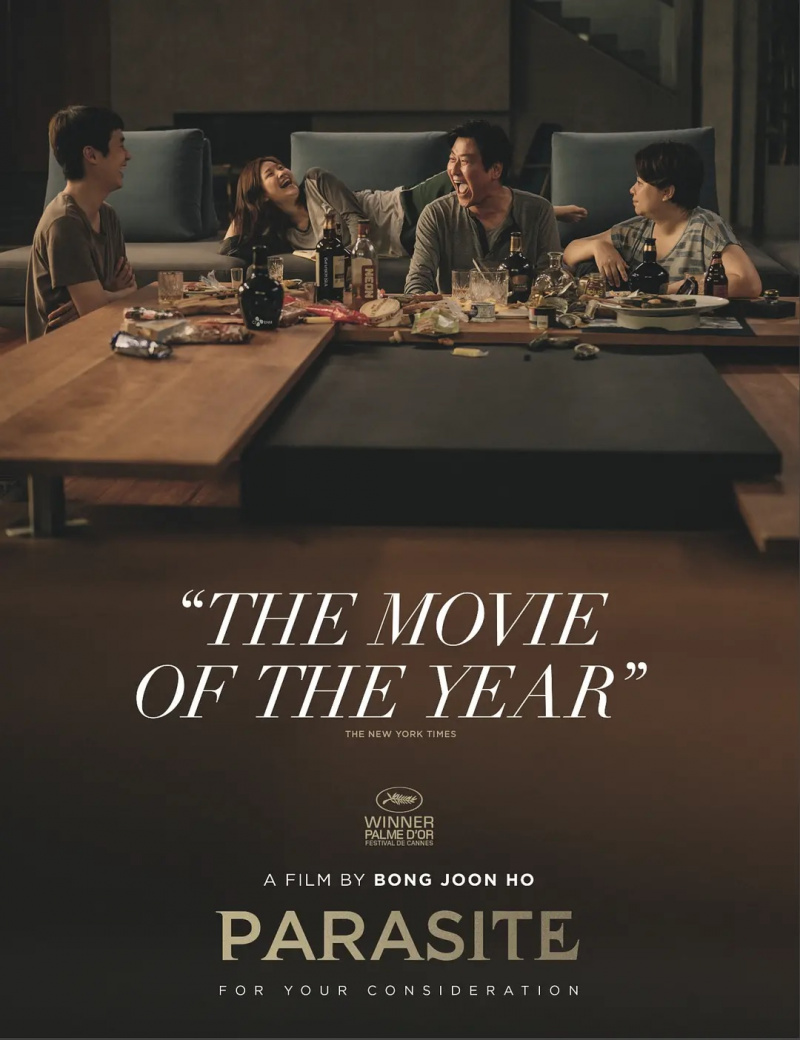 “THE MOVIE
OF THE YEAR”
THE NEW YORK TIMES
WINNER
PALME D'OR
FESTIVAL DE CANNES
A FILM BY BONG JOON HO
PARASITE
FOR YOUR CONSIDERATION